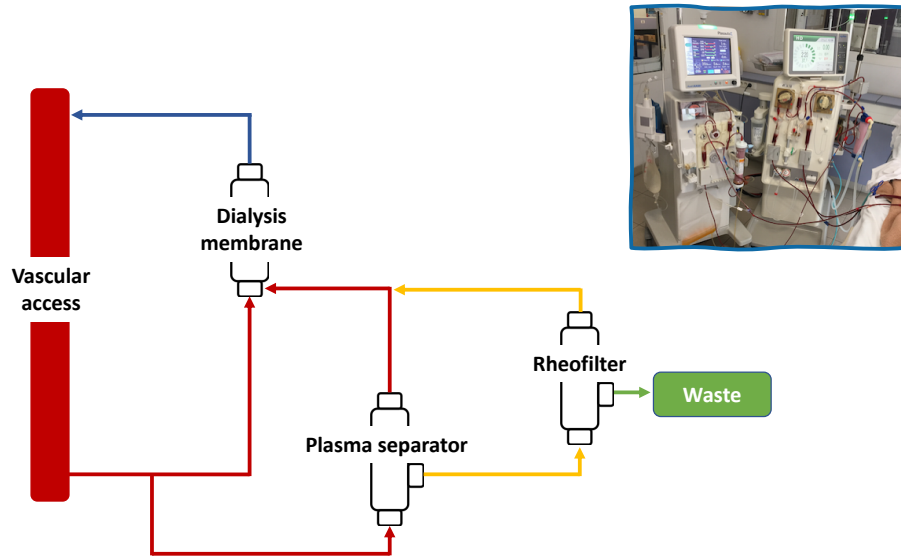 Dialysis
membrane
Vascular
access
Rheofilter
Waste
Plasma separator